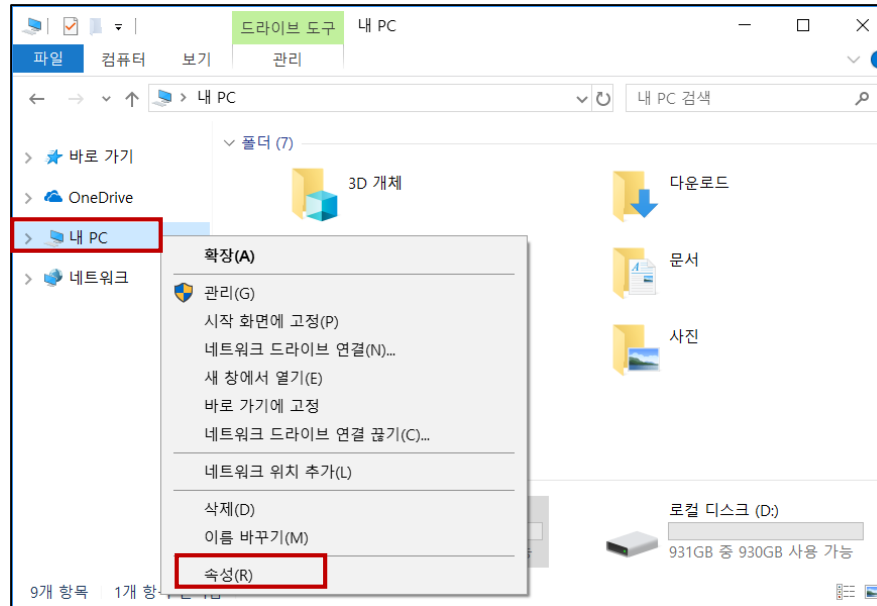 드라이브 도구 내 PC
파일 컴퓨터 보기 관리
내 PC
내 PC 검색
폴더 (7)
바로 가기
OneDrive
내 PC
네트워크
3D 개체
다운로드
문서
사진
확장(A)
관리(G)
시작 화면에 고정(P)
네트워크 드라이브 연결(N)...
새 창에서 열기(E)
바로 가기에 고정
네트워크 드라이브 연결 끊기(C)...
네트워크 위치 추가(L)
삭제(D)
이름 바꾸기(M)
속성(R)
로컬 디스크 (D:)
931GB 중 930GB 사용 가능
9개 항목 1개